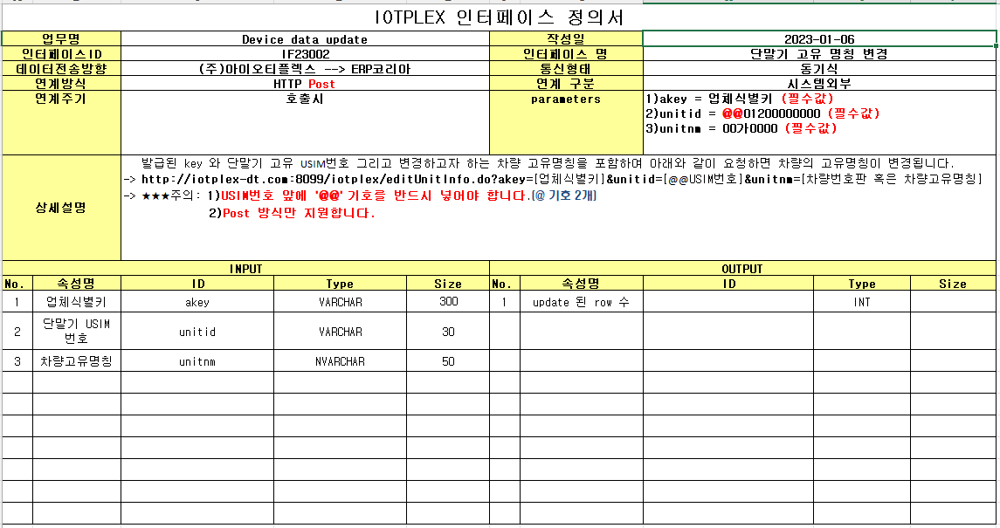 IOTPLEX 인터페이스 정의서
업무명 Device data update 작성일 2023-01-06
인터페이스ID IF23002 인터페이스 명 단말기 고유 명칭 변경
데이터전송방향 (주)아이오티플렉스 --> ERP코리아 통신형태 동기식
연계방식 HTTP Post 연계 구분 시스템외부
연계주기 호출시 parameters 1)akey = 업체식별키 (필수값)
2)unitid = @@01200000000 (필수값)
3)unitnm = 00가0000 (필수값)
상세설명
발급된 key 와 단말기 고유 USIM번호 그리고 변경하고자 하는 차량 고유명칭을 포함하여 아래와 같이 요청하면 차량의 고유명칭이 변경됩니다.
-> http://iotplex-dt.com:8099/iotplex/editUnitInfo.do?akey=[업체식별키]&unitid=[@@USIM번호]&unitnm=[차량번호판 혹은 차량고유명칭]
-> ★★★주의: 1)USIM번호 앞에 '@@' 기호를 반드시 넣어야 합니다.(@ 기호 2개)
2)Post 방식만 지원합니다.
INPUT OUTPUT
No. 속성명 ID Type Size No. 속성명 ID Type Size
1 업체식별키 akey VARCHAR 300 1 update 된 row 수 INT
2 단말기 USIM 번호 unitid VARCHAR 30
3 차량고유명칭 unitnm NVARCHAR 50